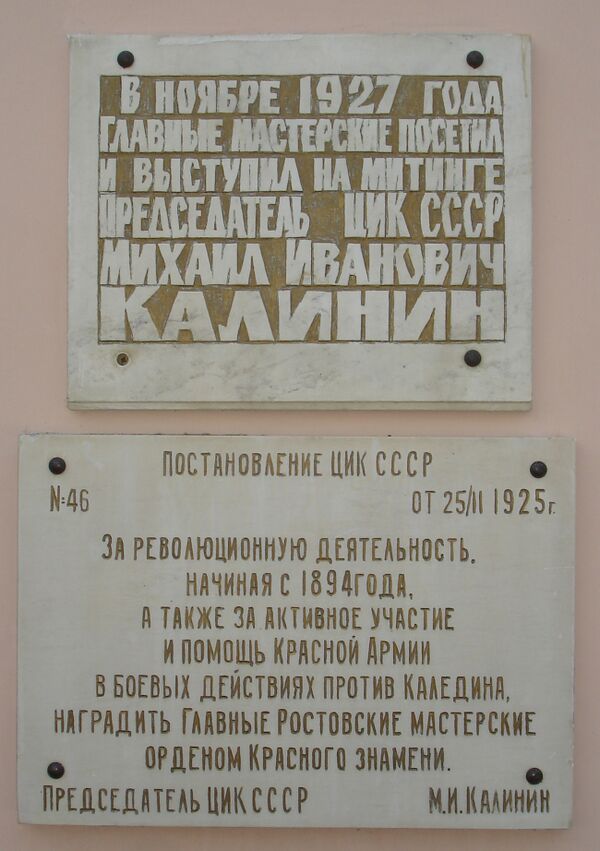 В НОЯБРЕ 1927 ГОДА
ГЛАВНЫЕ МАСТЕРСКИЕ ПОСЕТИЛ
И ВЫСТУПИЛ НА МИТИНГЕ
ПРЕДСЕДАТЕЛЬ ЦИК СССР
МИХАИЛ ИВАНОВИЧ
КАЛИНИН
ПОСТАНОВЛЕНИЕ ЦИК СССР
№46 ОТ 25/II 1925г.
ЗА РЕВОЛЮЦИОННУЮ ДЕЯТЕЛЬНОСТЬ,
НАЧИНАЯ С 1894 ГОДА,
А ТАКЖЕ ЗА АКТИВНОЕ УЧАСТИЕ
И ПОМОЩЬ КРАСНОЙ АРМИИ
В БОЕВЫХ ДЕЙСТВИЯХ ПРОТИВ КАЛЕДИНА,
НАГРАДИТЬ ГЛАВНЫЕ РОСТОВСКИЕ МАСТЕРСКИЕ
ОРДЕНОМ КРАСНОГО ЗНАМЕНИ.
ПРЕДСЕДАТЕЛЬ ЦИК СССР М.И. КАЛИНИН